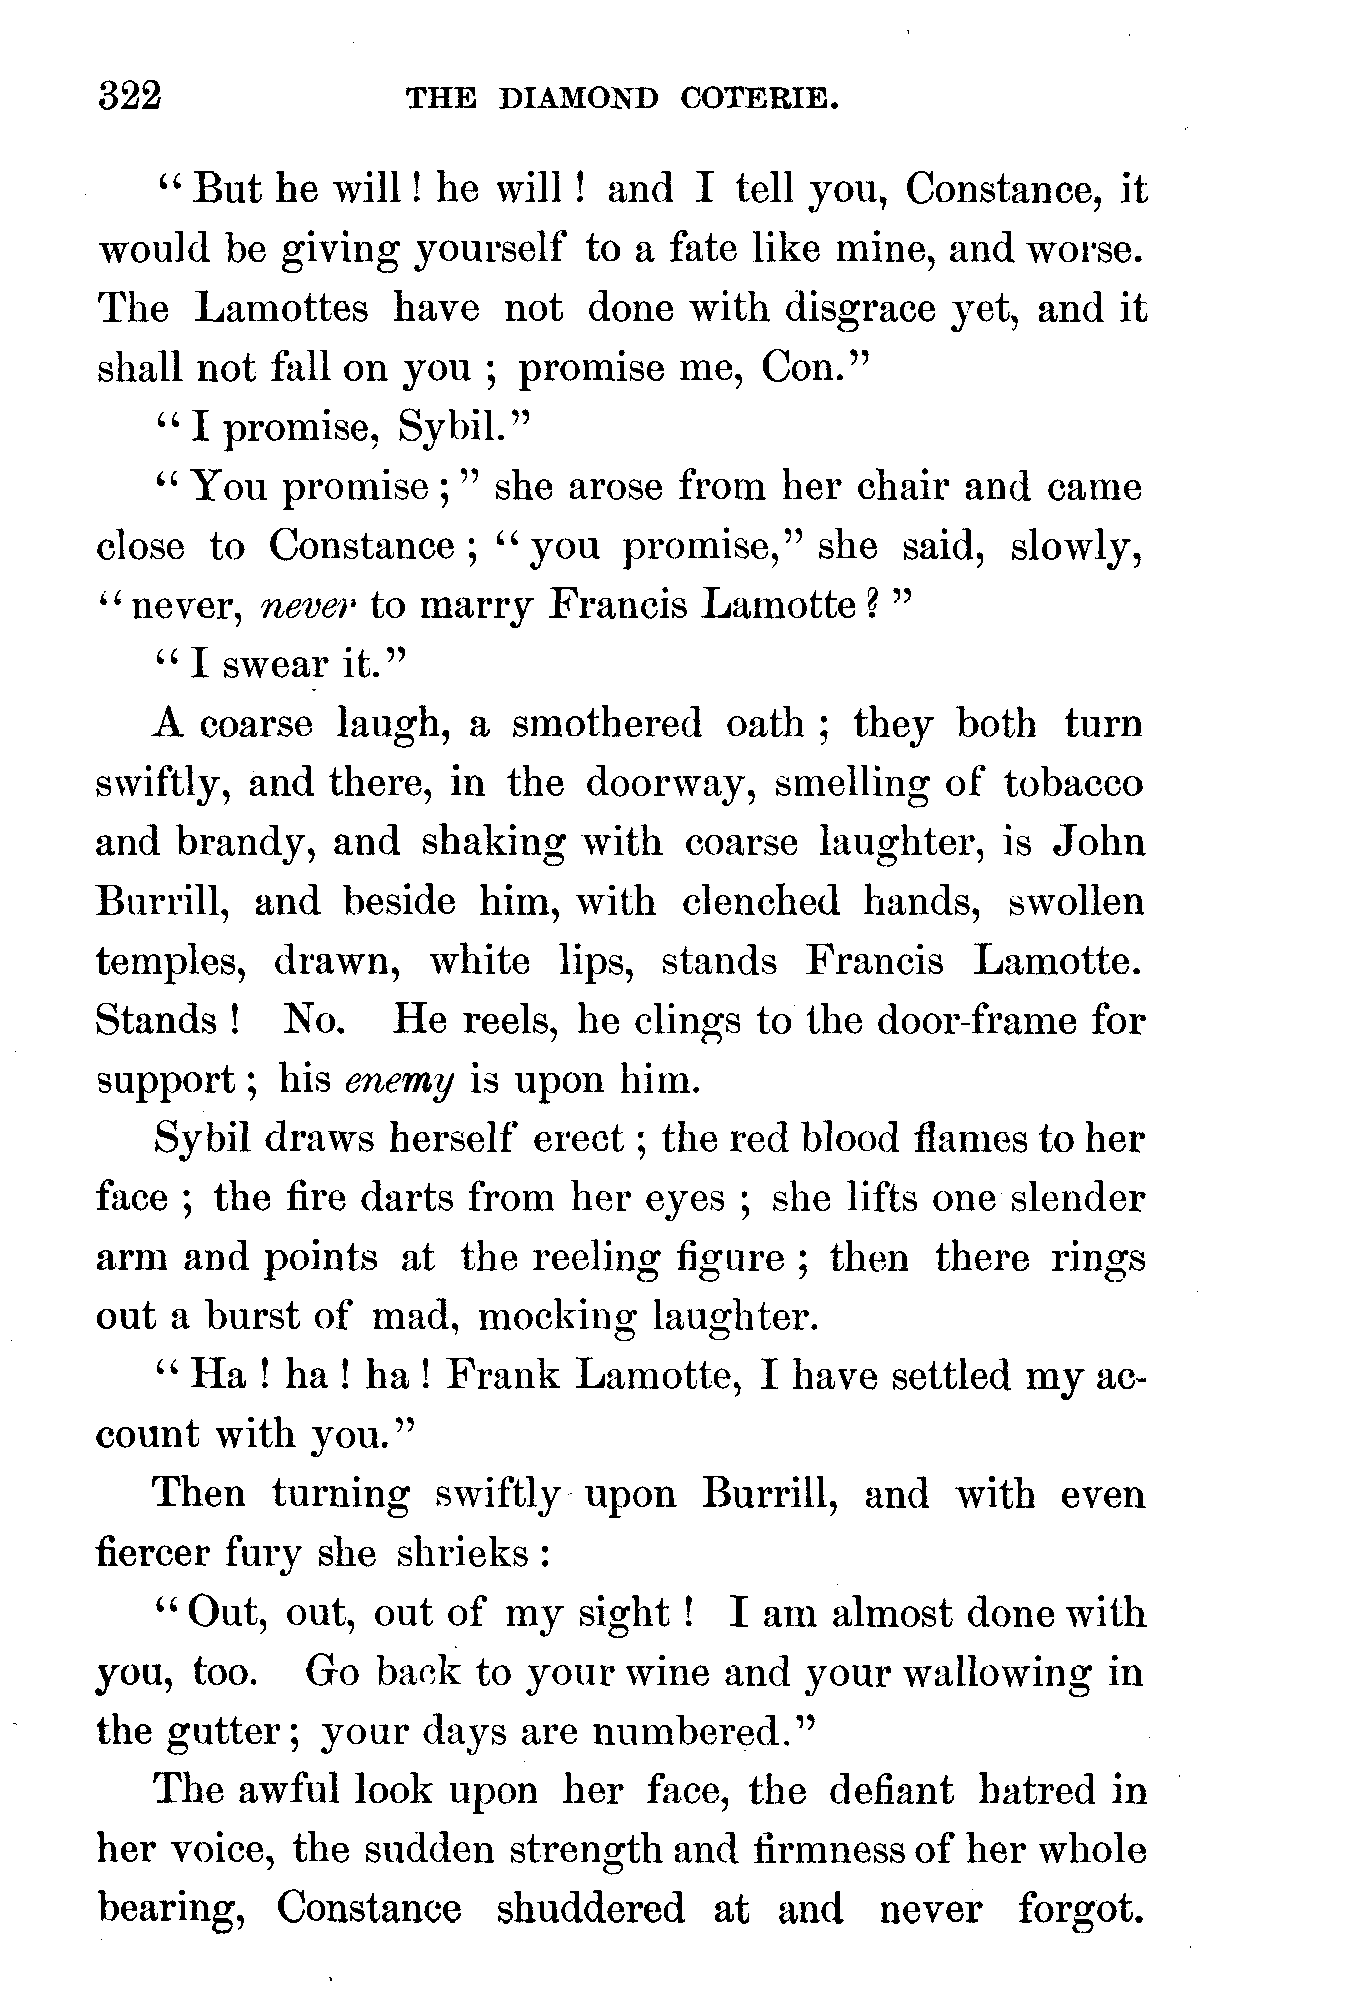 322 THE DIAMOND COTERIE.
“But he will! he will! and I tell you, Constance, it
would be giving yourself to a fate like mine, and worse.
The Lamottes have not done with disgrace yet, and it
shall not fall on you; promise me, Con.”
“I promise, Sybil.”
“You promise;” she arose from her chair and came
close to Constance; “you promise,” she said, slowly,
“never, never to marry Francis Lamotte?”
“I swear it.”
A coarse laugh, a smothered oath; they both turn
swiftly, and there, in the doorway, smelling of tobacco
and brandy, and shaking with coarse laughter, is John
Burrill, and beside him, with clenched hands, swollen
temples, drawn, white lips, stands Francis Lamotte.
Stands! No. He reels, he clings to the door-frame for
support; his enemy is upon him.
Sybil draws herself erect; the red blood flames to her
face; the fire darts from her eyes; she lifts one slender
arm and points at the reeling figure; then there rings
out a burst of mad, mocking laughter.
“Ha! ha! ha! Frank Lamotte, I have settled my ac-
count with you.”
Then turning swiftly upon Burrill, and with even
fiercer fury she shrieks:
“Out, out, out of my sight! I am almost done with
you, too. Go back to your wine and your wallowing in
the gutter; your days are numbered.”
The awful look upon her face, the defiant hatred in
her voice, the sudden strength and firmness of her whole
bearing, Constance shuddered at and never forgot.